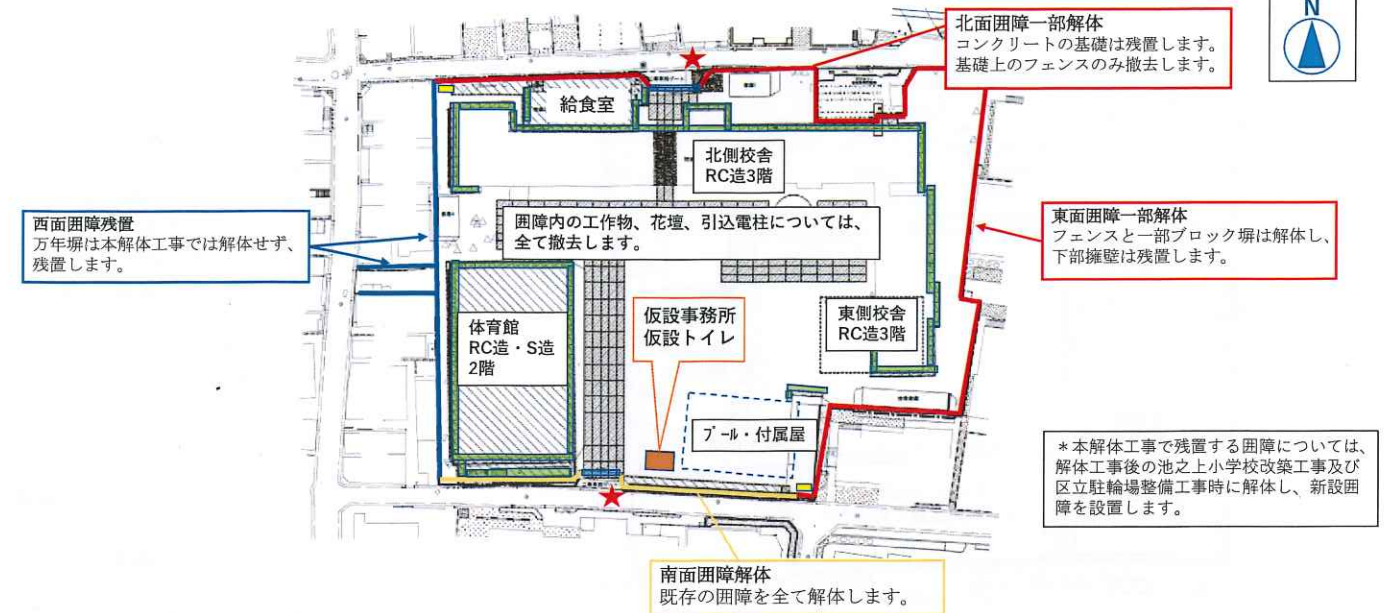 N
北面囲障一部解体
コンクリートの基礎は残置します。
基礎上のフェンスのみ撤去します。
給食室
北側校舎
RC造3階
西面囲障残置
万年塀は本解体工事では解体せず、
残置します。
囲障内の工作物、花壇、引込電柱については、
全て撤去します。
東面囲障一部解体
フェンスと一部ブロック塀は解体し、
下部擁壁は残置します。
体育館
RC造・S造
2階
仮設事務所
仮設トイレ
東側校舎
RC造3階
プール・付属屋
*本解体工事で残置する囲障については、
解体工事後の池之上小学校改築工事及び
区立駐輪場整備工事時に解体し、新設囲
障を設置します。
南面囲障解体
既存の囲障を全て解体します。